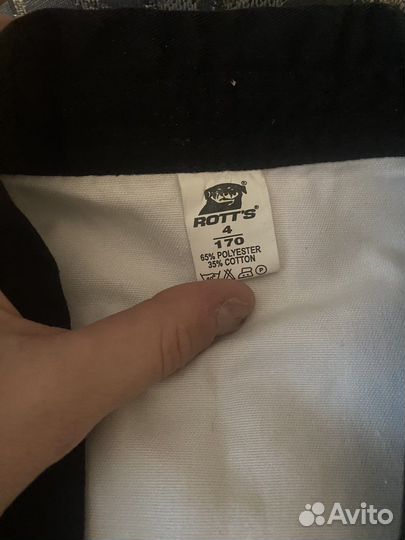 ROTT'S®
4
170
65% POLYESTER
35% COTTON
P
Avito